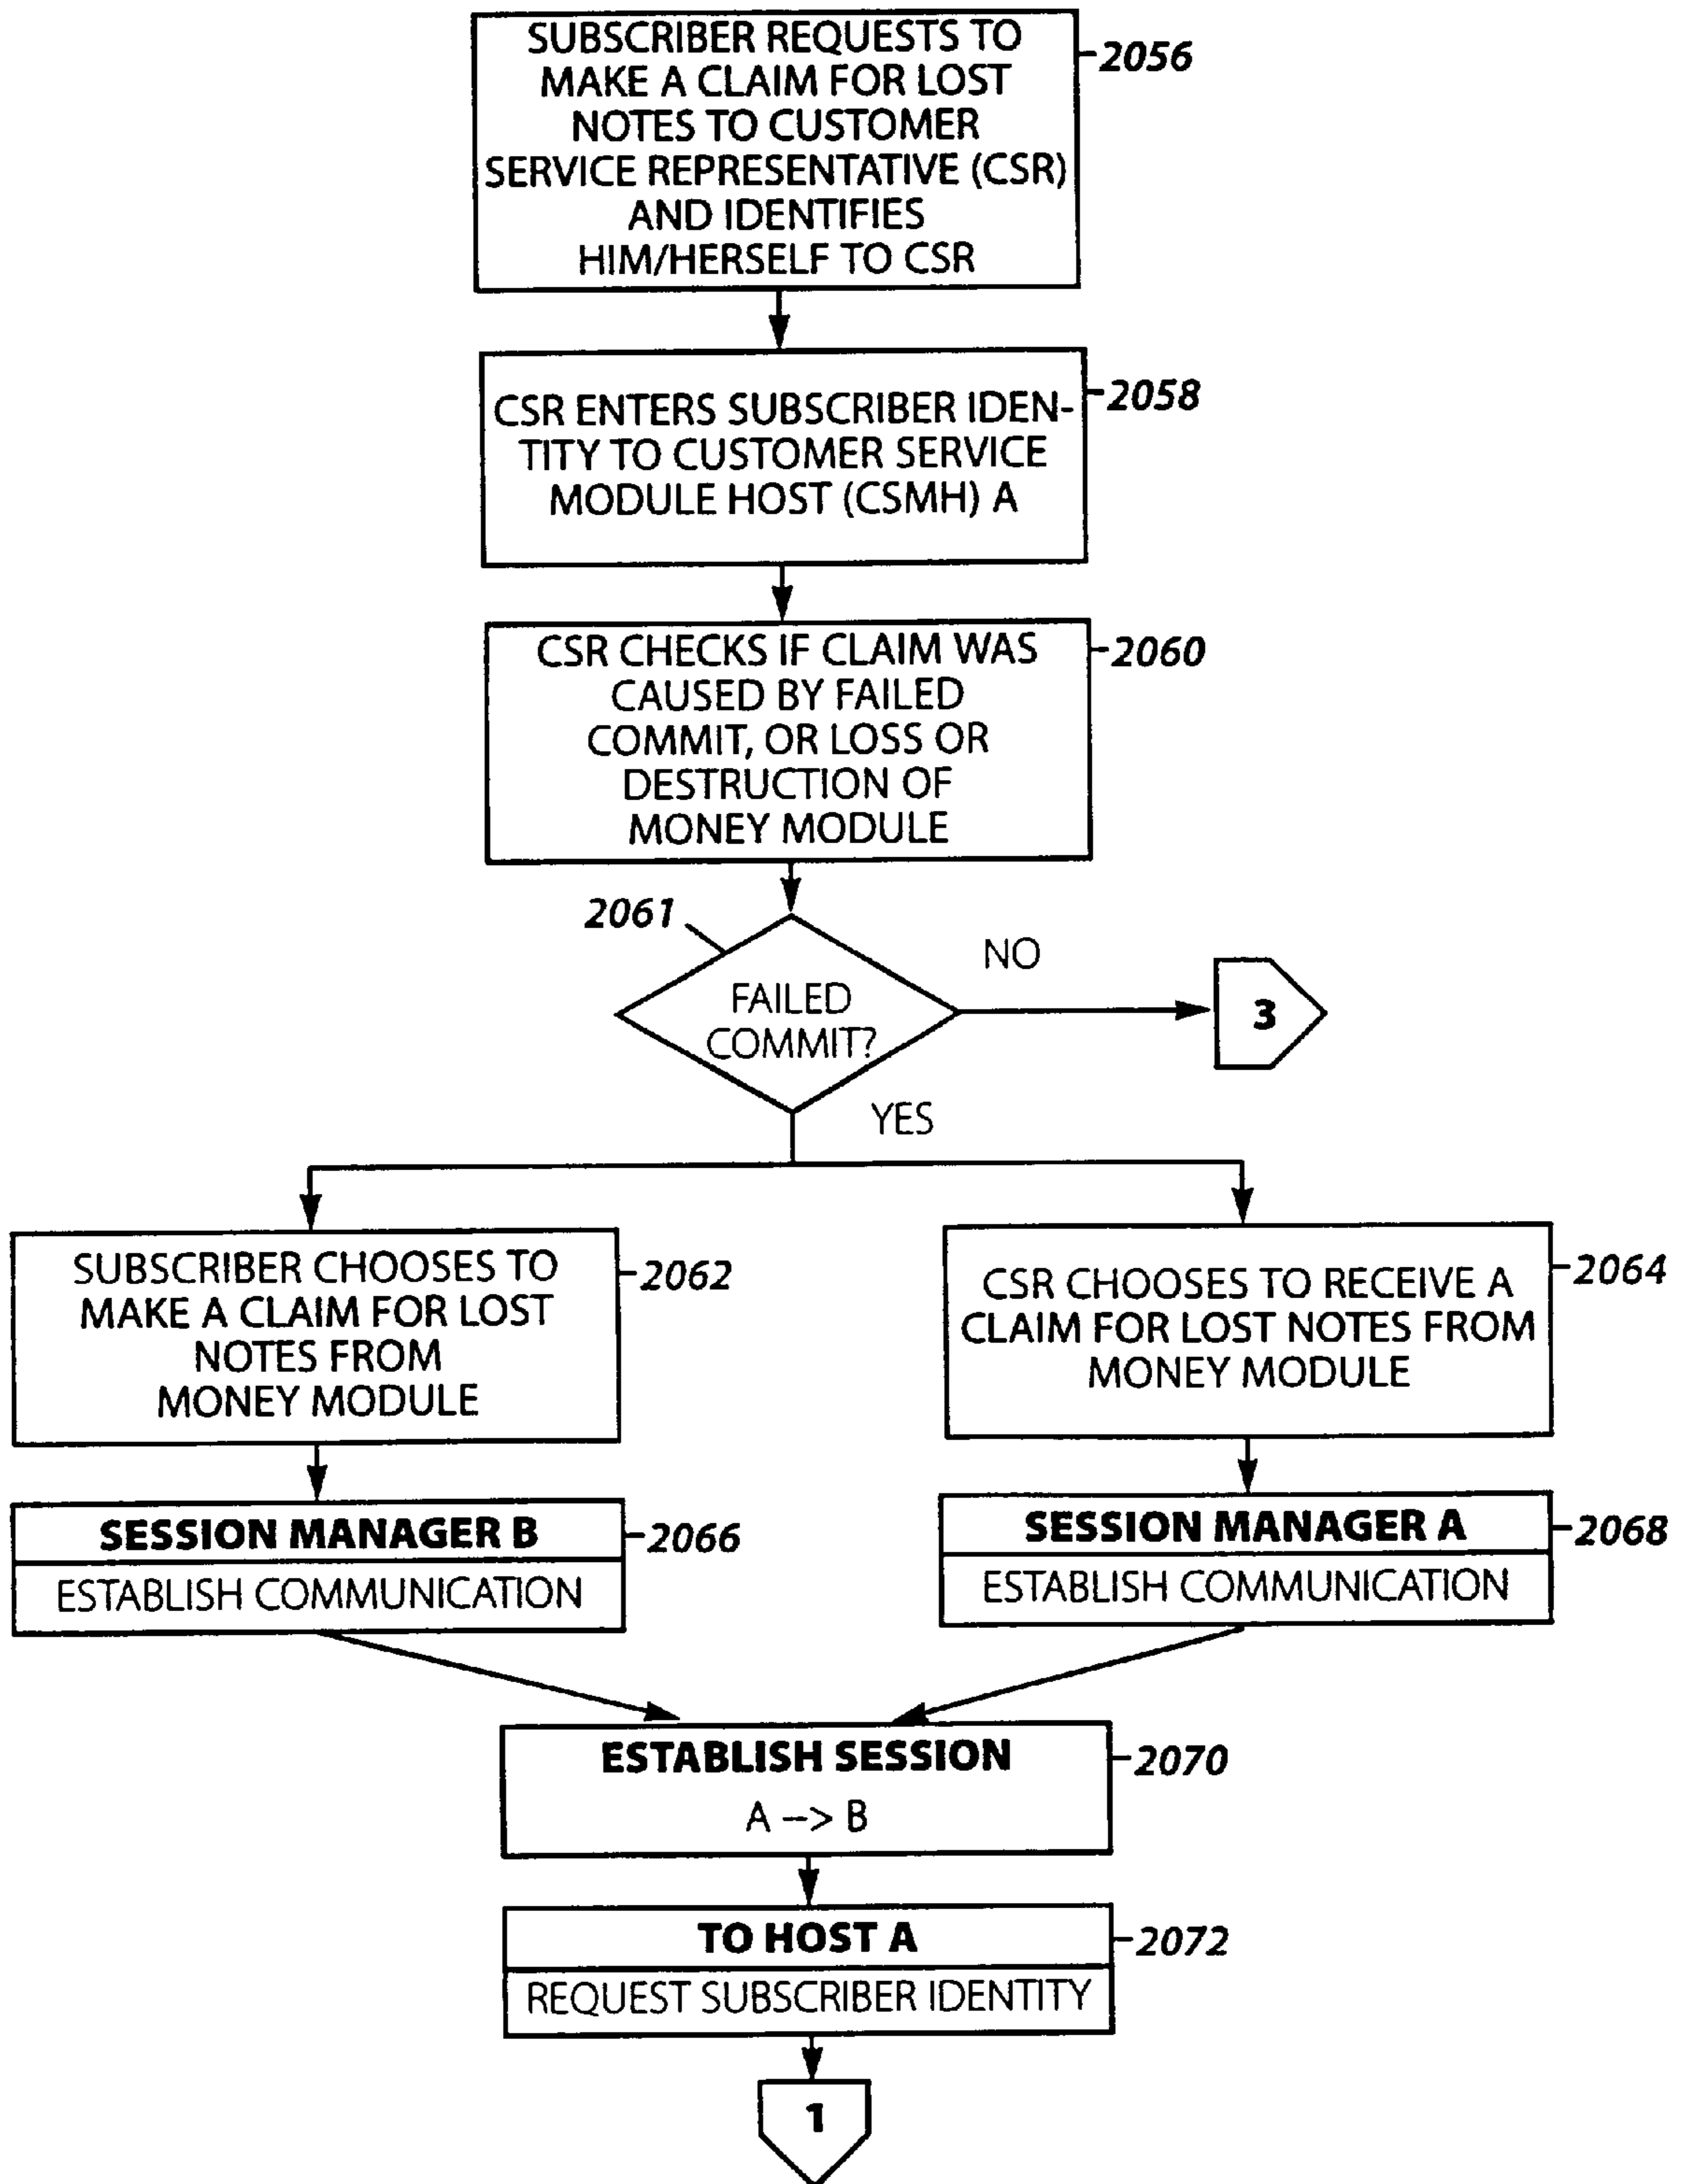 SUBSCRIBER REQUESTS TO
MAKE A CLAIM FOR LOST
NOTES TO CUSTOMER
SERVICE REPRESENTATIVE (CSR)
AND IDENTIFIES
HIM/HERSELF TO CSR
2056
CSR ENTERS SUBSCRIBER IDEN-
TITY TO CUSTOMER SERVICE
MODULE HOST (CSMH) A
2058
CSR CHECKS IF CLAIM WAS
CAUSED BY FAILED
COMMIT, OR LOSS OR
DESTRUCTION OF
MONEY MODULE
2060
2061
FAILED
COMMIT?
NO
3
YES
SUBSCRIBER CHOOSES TO
MAKE A CLAIM FOR LOST
NOTES FROM
MONEY MODULE
2062
CSR CHOOSES TO RECEIVE A
CLAIM FOR LOST NOTES FROM
MONEY MODULE
2064
SESSION MANAGER B
2066
ESTABLISH COMMUNICATION
SESSION MANAGER A
2068
ESTABLISH COMMUNICATION
ESTABLISH SESSION
2070
A --> B
TO HOST A
2072
REQUEST SUBSCRIBER IDENTITY
1